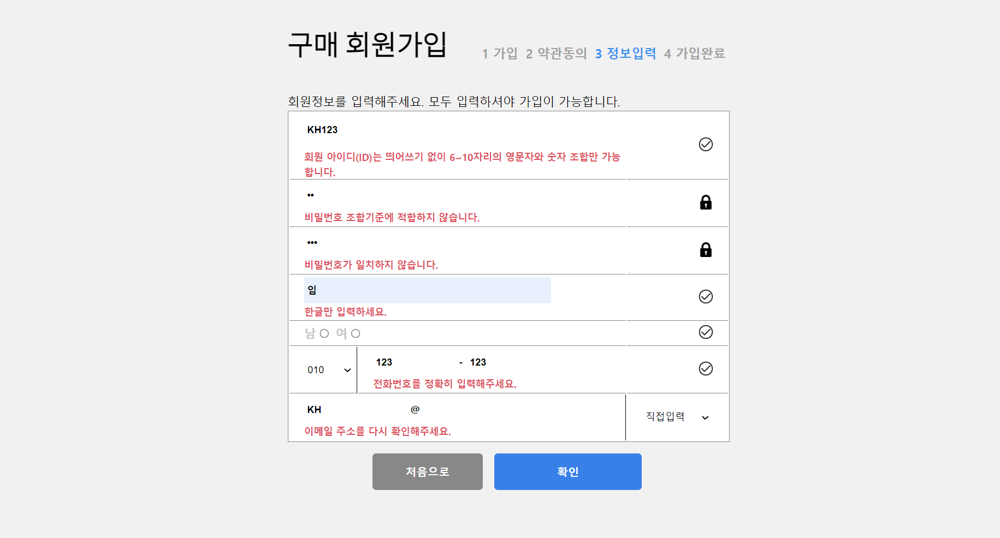 구매 회원가입
1 가입 2 약관동의 3 정보입력 4 가입완료
회원정보를 입력해주세요. 모두 입력하셔야 가입이 가능합니다.
KH123
회원 아이디(ID)는 띄어쓰기 없이 6~10자리의 영문자와 숫자 조합만 가능
합니다.
••
비밀번호 조합기준에 적합하지 않습니다.
•••
비밀번호가 일치하지 않습니다.
임
한글만 입력하세요.
남 여
010 123 - 123
전화번호를 정확히 입력해주세요.
KH @ 직접입력
이메일 주소를 다시 확인해주세요.
처음으로 확인